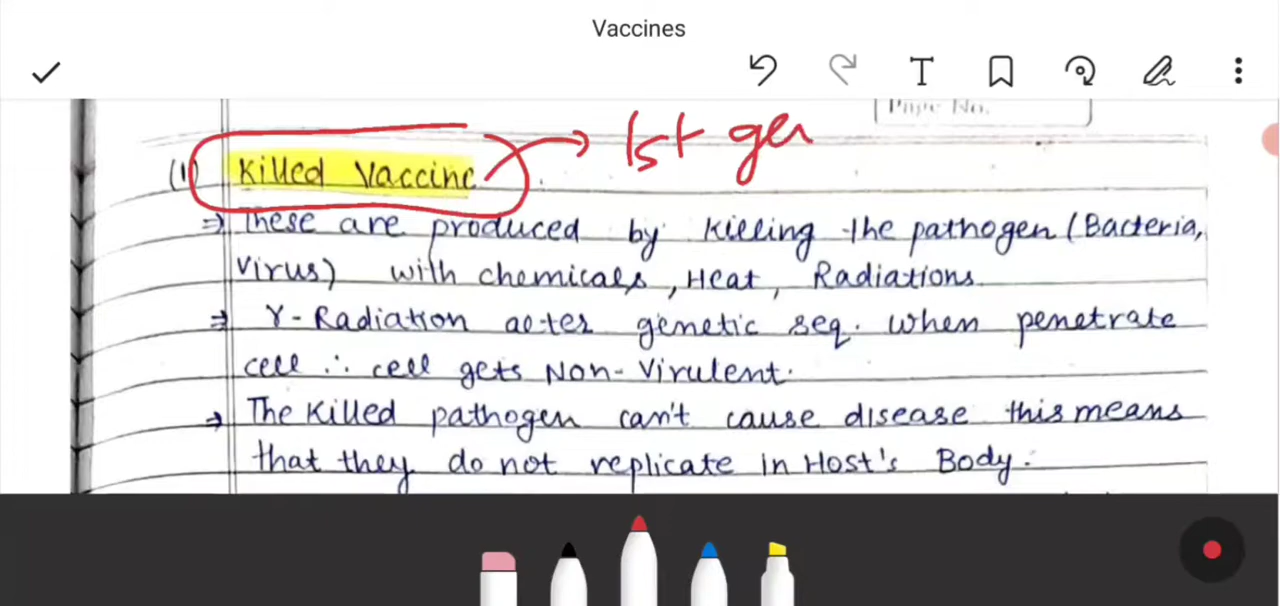 Vaccines
T
Page No.
1st gen
(1) Killed Vaccine
⇒ These are produced by killing the pathogen (Bacteria,
Virus) with chemicals, Heat, Radiations.
⇒ γ-Radiation alter genetic seq. when penetrate
cell ∴ cell gets Non-Virulent.
→ The killed pathogen can't cause disease this means
that they do not replicate in Host's Body.